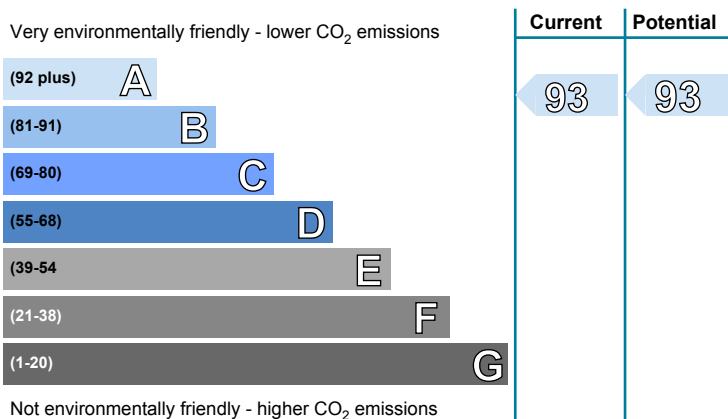 Current Potential
Very environmentally friendly - lower CO₂ emissions
(92 plus) A 93 93
(81-91) B
(69-80) C
(55-68) D
(39-54 E
(21-38) F
(1-20) G
Not environmentally friendly - higher CO₂ emissions